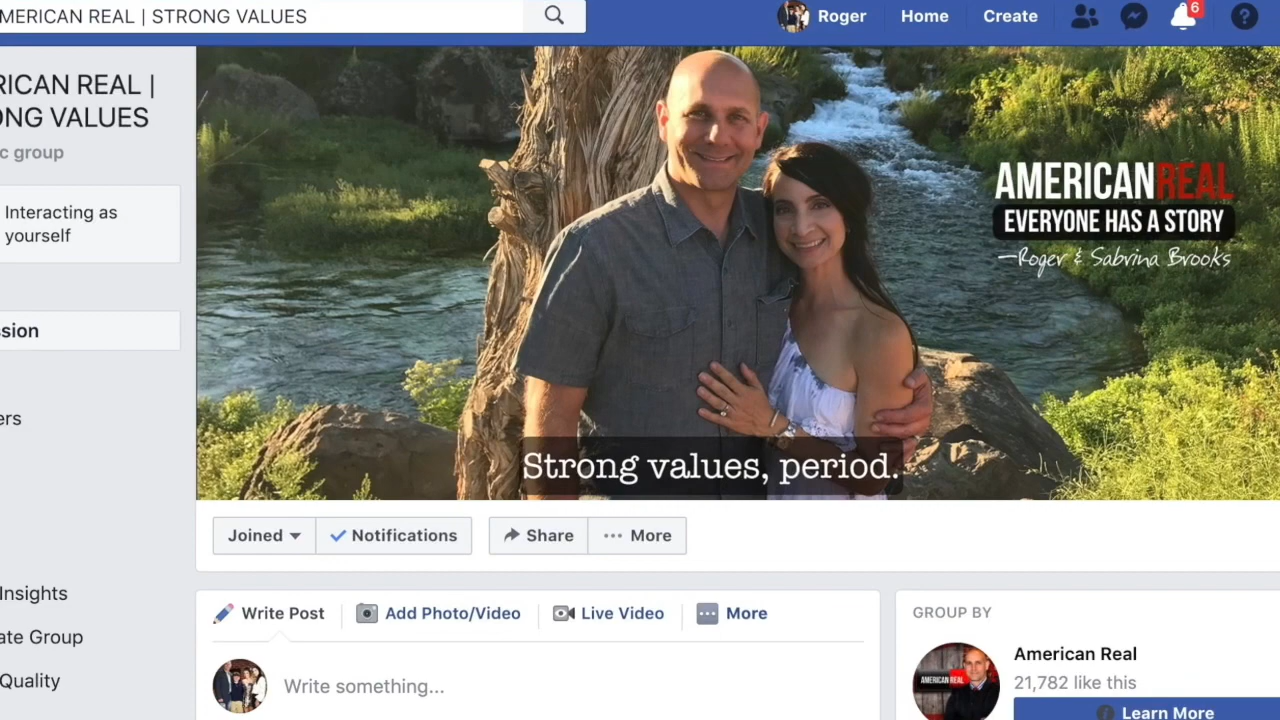 MERICAN REAL | STRONG VALUES
Roger
Home
Create
6
?
RICAN REAL |
ONG VALUES
c group
Interacting as
yourself
sion
ers
Insights
ate Group
Quality
AMERICANREAL
EVERYONE HAS A STORY
—Roger & Sabrina Brooks
Strong values, period.
Joined
Notifications
Share
More
Write Post
Add Photo/Video
Live Video
More
Write something...
GROUP BY
AMERICAN REAL
American Real
21,782 like this
Learn More